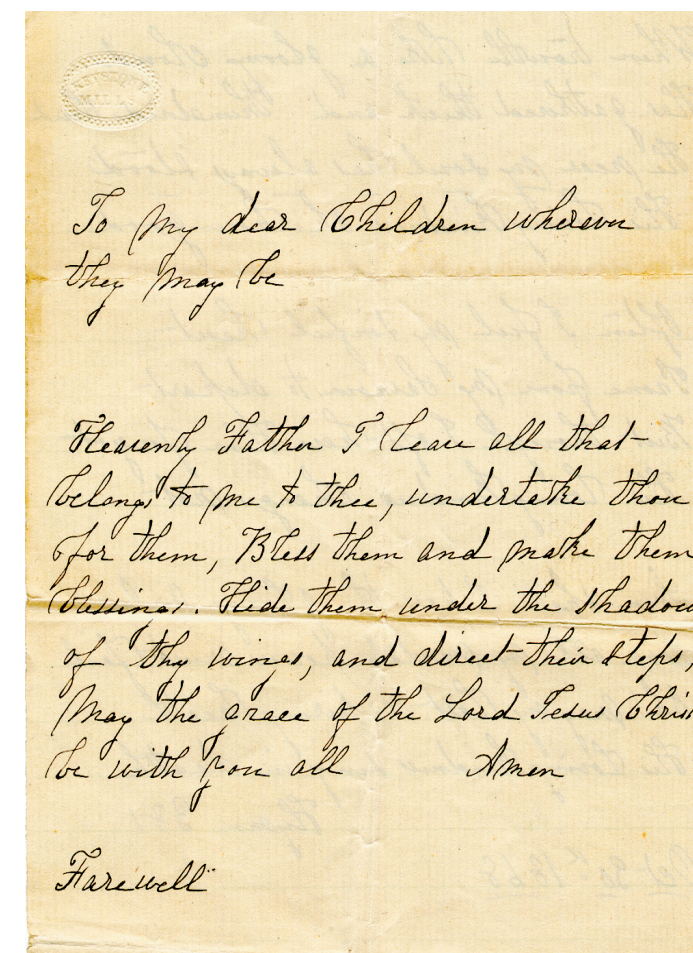 To my dear Children wherever
they may be
Heavenly Father I leave all that
belongs to me to thee, undertake thou
for them, Bless them and make them
blessings. Hide them under the shadow
of thy wings, and direct their steps,
May the grace of the Lord Jesus Chris
be with you all Amen
Farewell